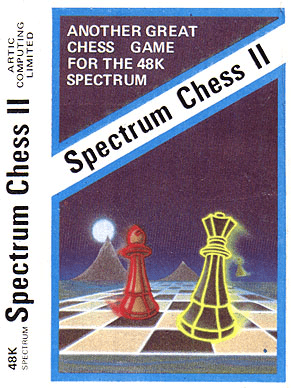 ARTIC
COMPUTING
LIMITED
Spectrum Chess II
48K
SPECTRUM
ANOTHER GREAT
CHESS GAME
FOR THE 48K
SPECTRUM
Spectrum Chess II